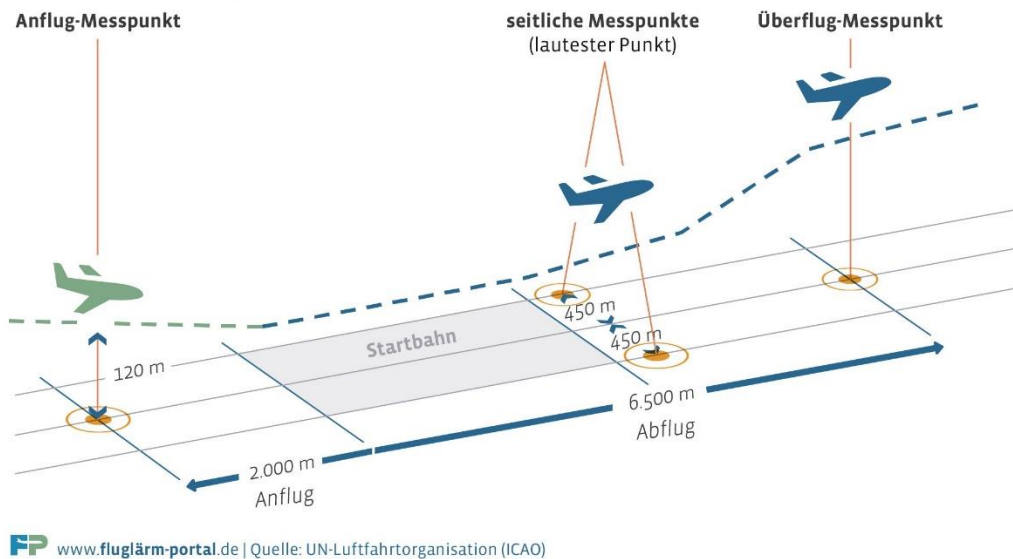 Anflug-Messpunkt
seitliche Messpunkte
(lautester Punkt)
Überflug-Messpunkt
450 m
450 m
Startbahn
120 m
6.500 m
Abflug
2.000 m
Anflug
FP www.fluglärm-portal.de | Quelle: UN-Luftfahrtorganisation (ICAO)